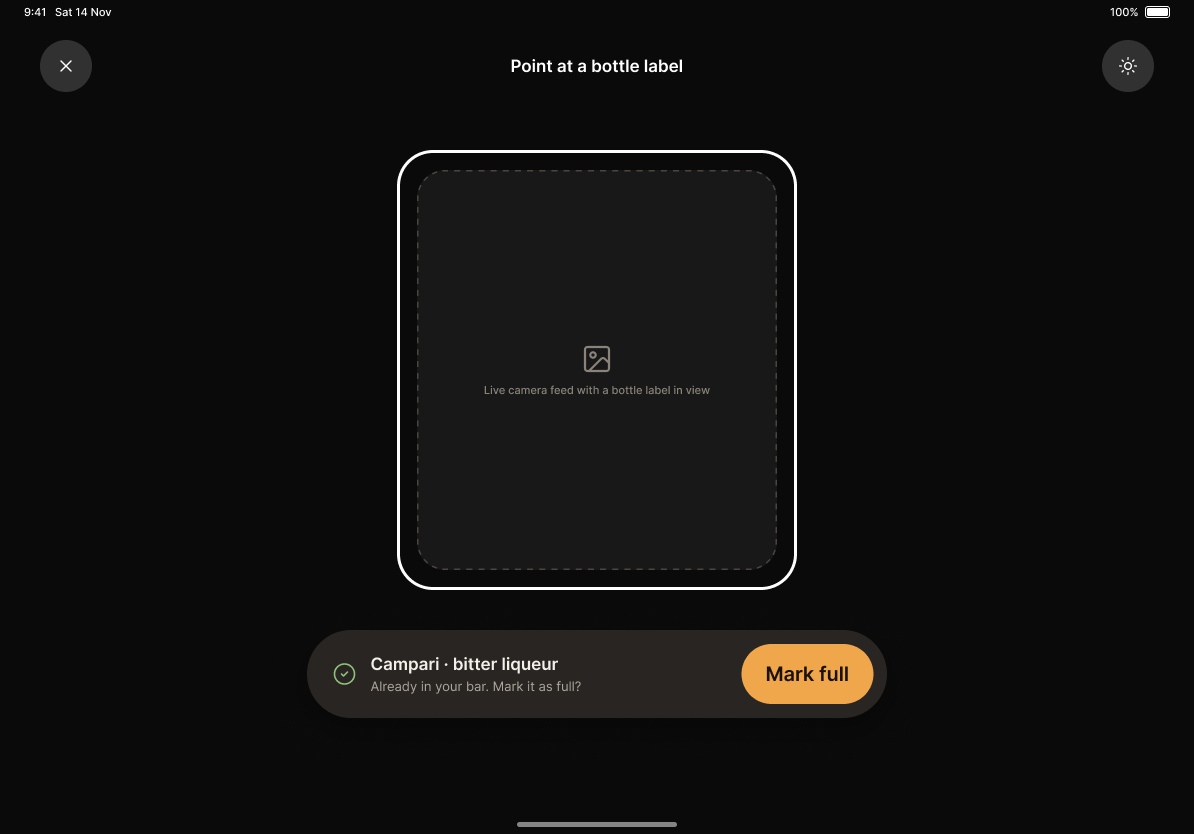 9:41 Sat 14 Nov
100%
Point at a bottle label
Live camera feed with a bottle label in view
Campari · bitter liqueur
Already in your bar. Mark it as full?
Mark full